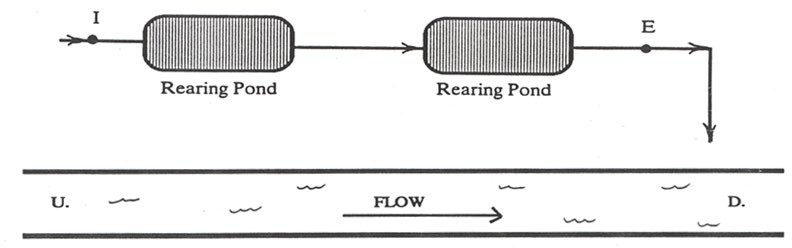 I
E
Rearing Pond
Rearing Pond
U.
FLOW
D.